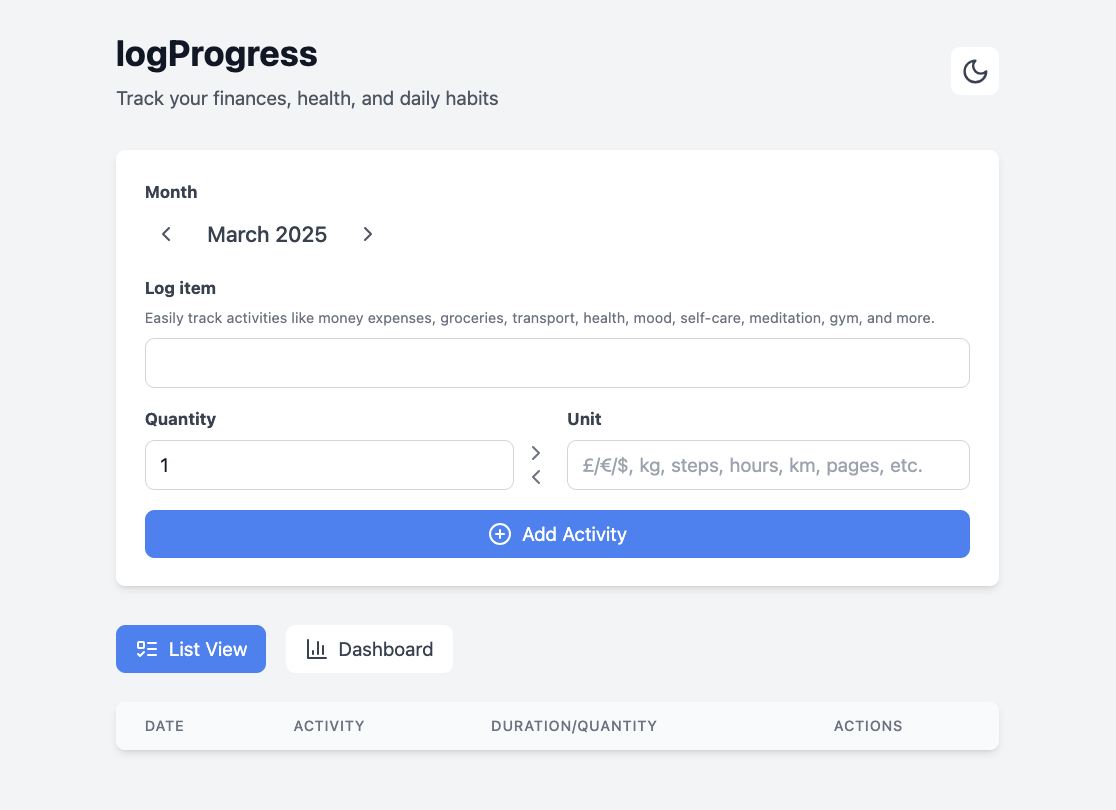 logProgress
Track your finances, health, and daily habits
Month
March 2025
Log item
Easily track activities like money expenses, groceries, transport, health, mood, self-care, meditation, gym, and more.
Quantity
Unit
1
£/€/$, kg, steps, hours, km, pages, etc.
Add Activity
List View
Dashboard
DATE
ACTIVITY
DURATION/QUANTITY
ACTIONS